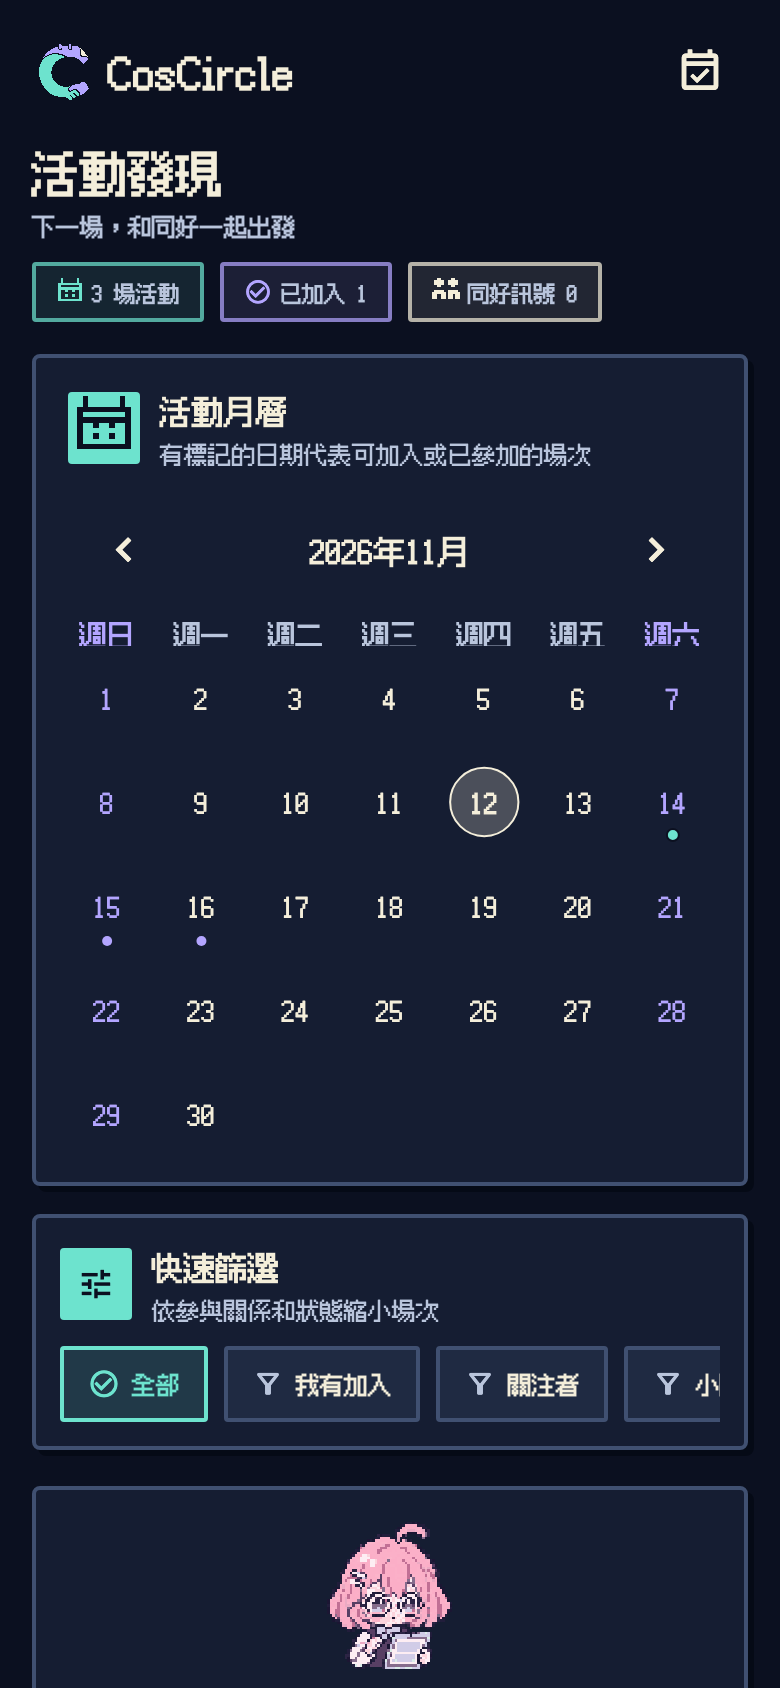 CosCircle
活動發現
下一場，和同好一起出發
3 場活動
已加入 1
同好訊號 0
活動月曆
有標記的日期代表可加入或已參加的場次
2026年11月
週日 週一 週二 週三 週四 週五 週六
1 2 3 4 5 6 7
8 9 10 11 12 13 14
15 16 17 18 19 20 21
22 23 24 25 26 27 28
29 30
快速篩選
依參與關係和狀態縮小場次
全部
我有加入
關注者
小